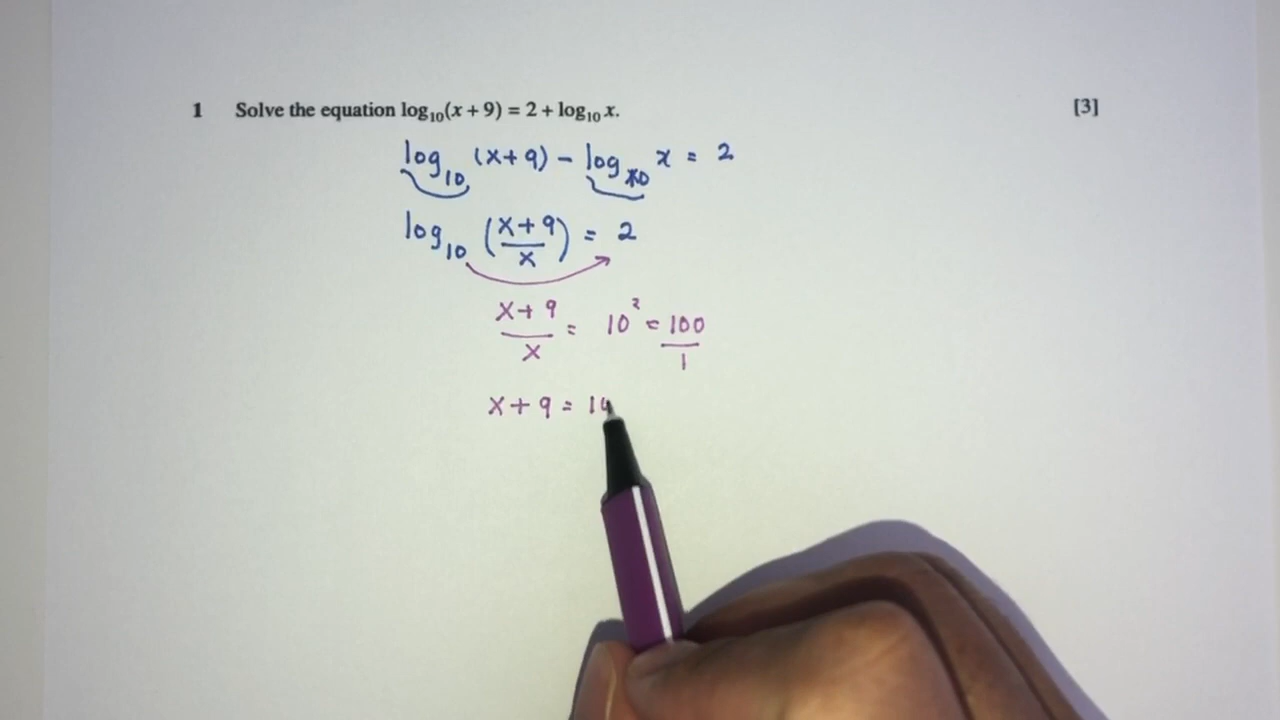 1 Solve the equation log₁₀(x + 9) = 2 + log₁₀ x. [3]
log₁₀ (x+9) - log₁₀ x = 2
log₁₀ ((x+9)/x) = 2
(x+9)/x = 10² = 100/1
x+9 = 10